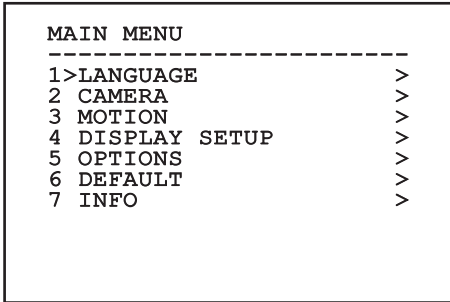 MAIN MENU
------------------------
1>LANGUAGE >
2 CAMERA >
3 MOTION >
4 DISPLAY SETUP >
5 OPTIONS >
6 DEFAULT >
7 INFO >